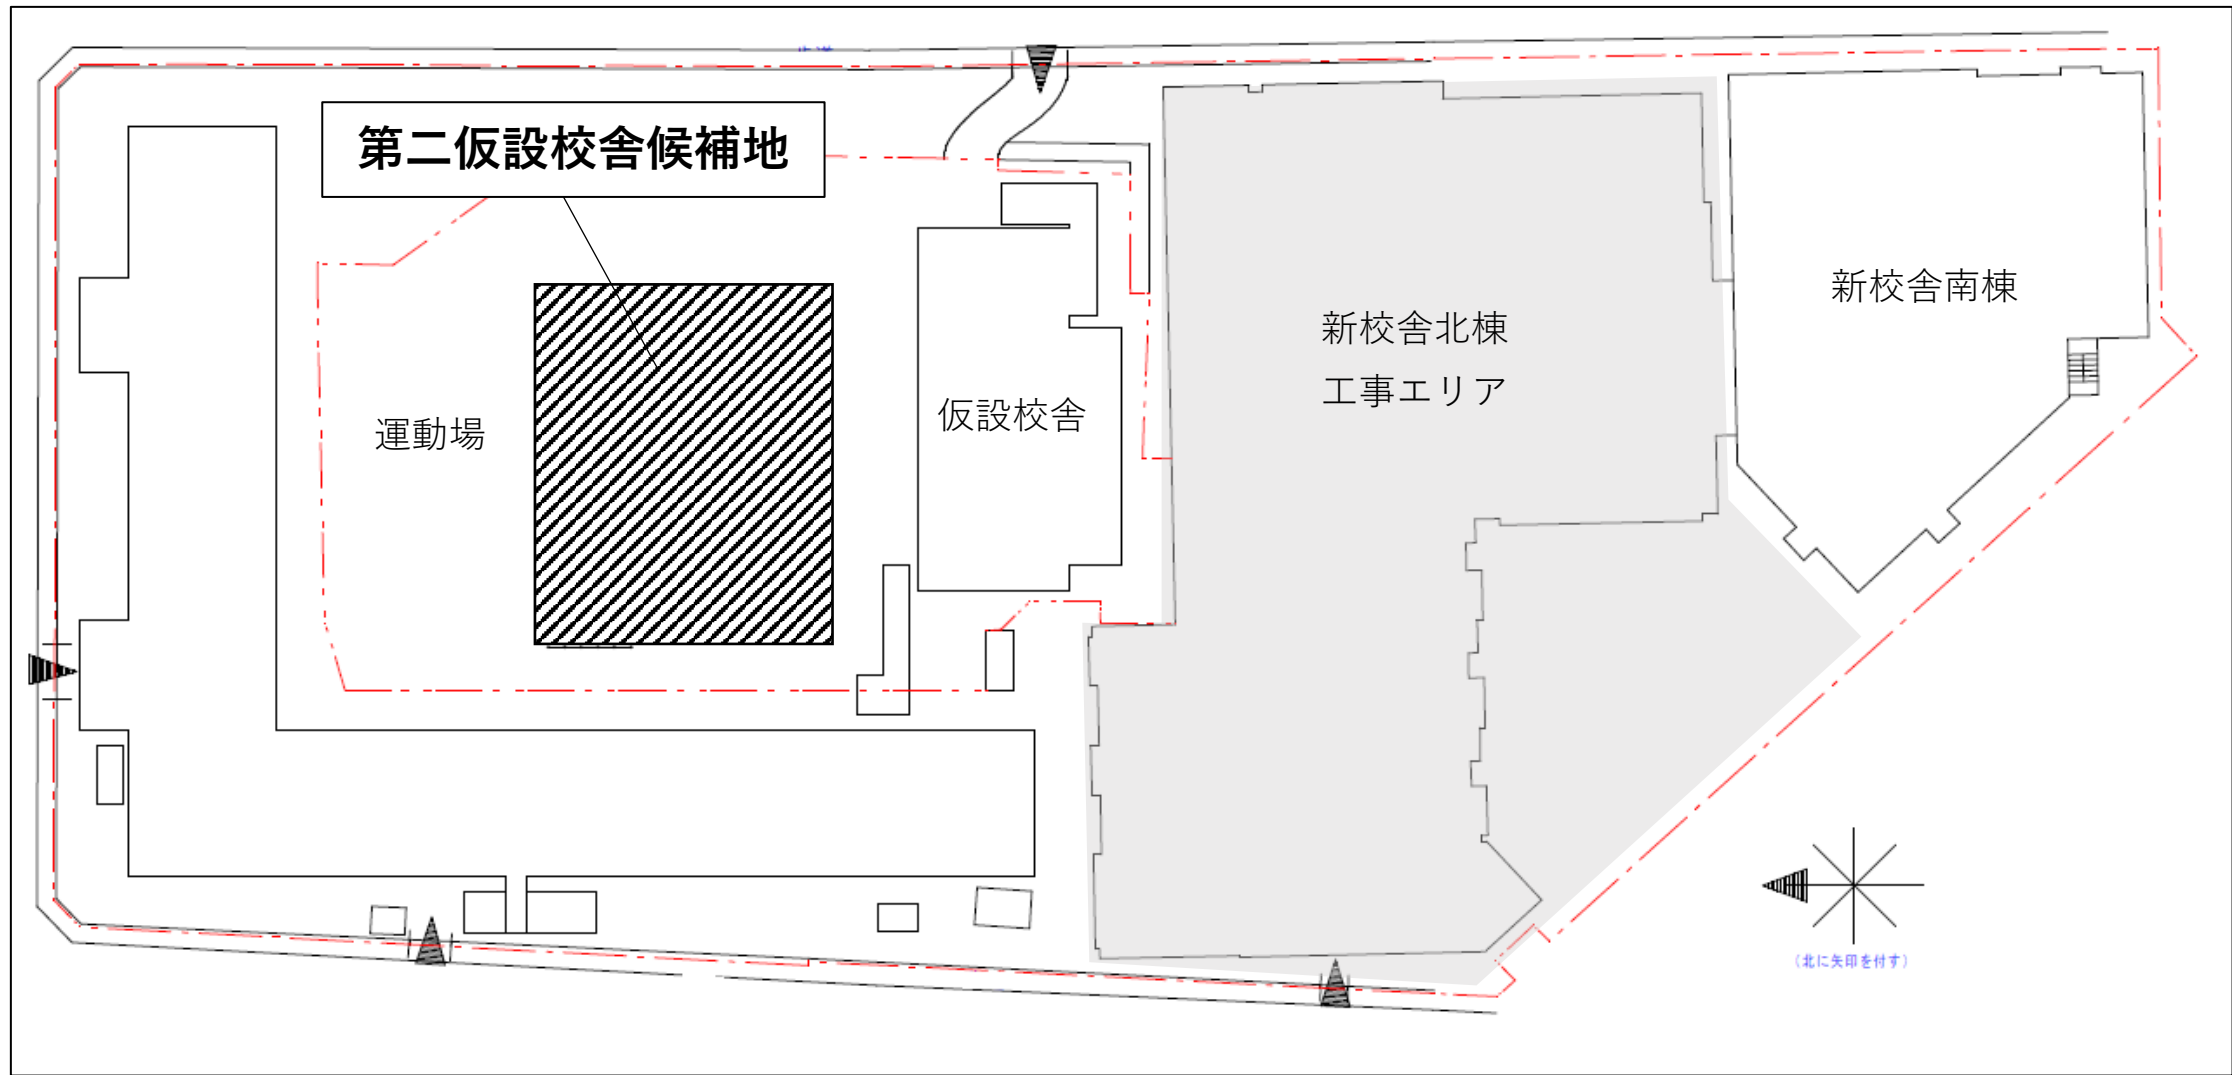 第二仮設校舎候補地
新校舎南棟
新校舎北棟
工事エリア
仮設校舎
運動場
(北に矢印を付す)